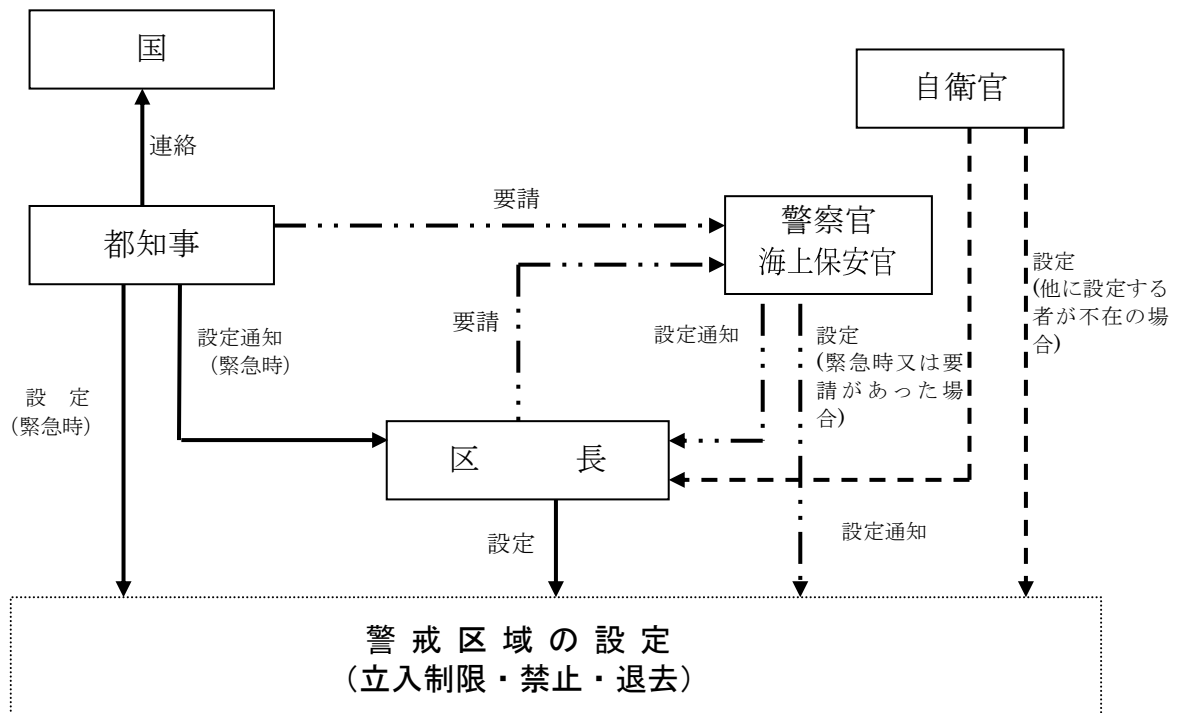 国
自衛官
連絡
要請
警察官
海上保安官
都知事
設定
(他に設定する
者が不在の場
合)
要請
設定通知
(緊急時)
設定通知
設定
(緊急時又は要
請があった場
合)
設　定
(緊急時)
区　長
設定
設定通知
警戒区域の設定
(立入制限・禁止・退去)